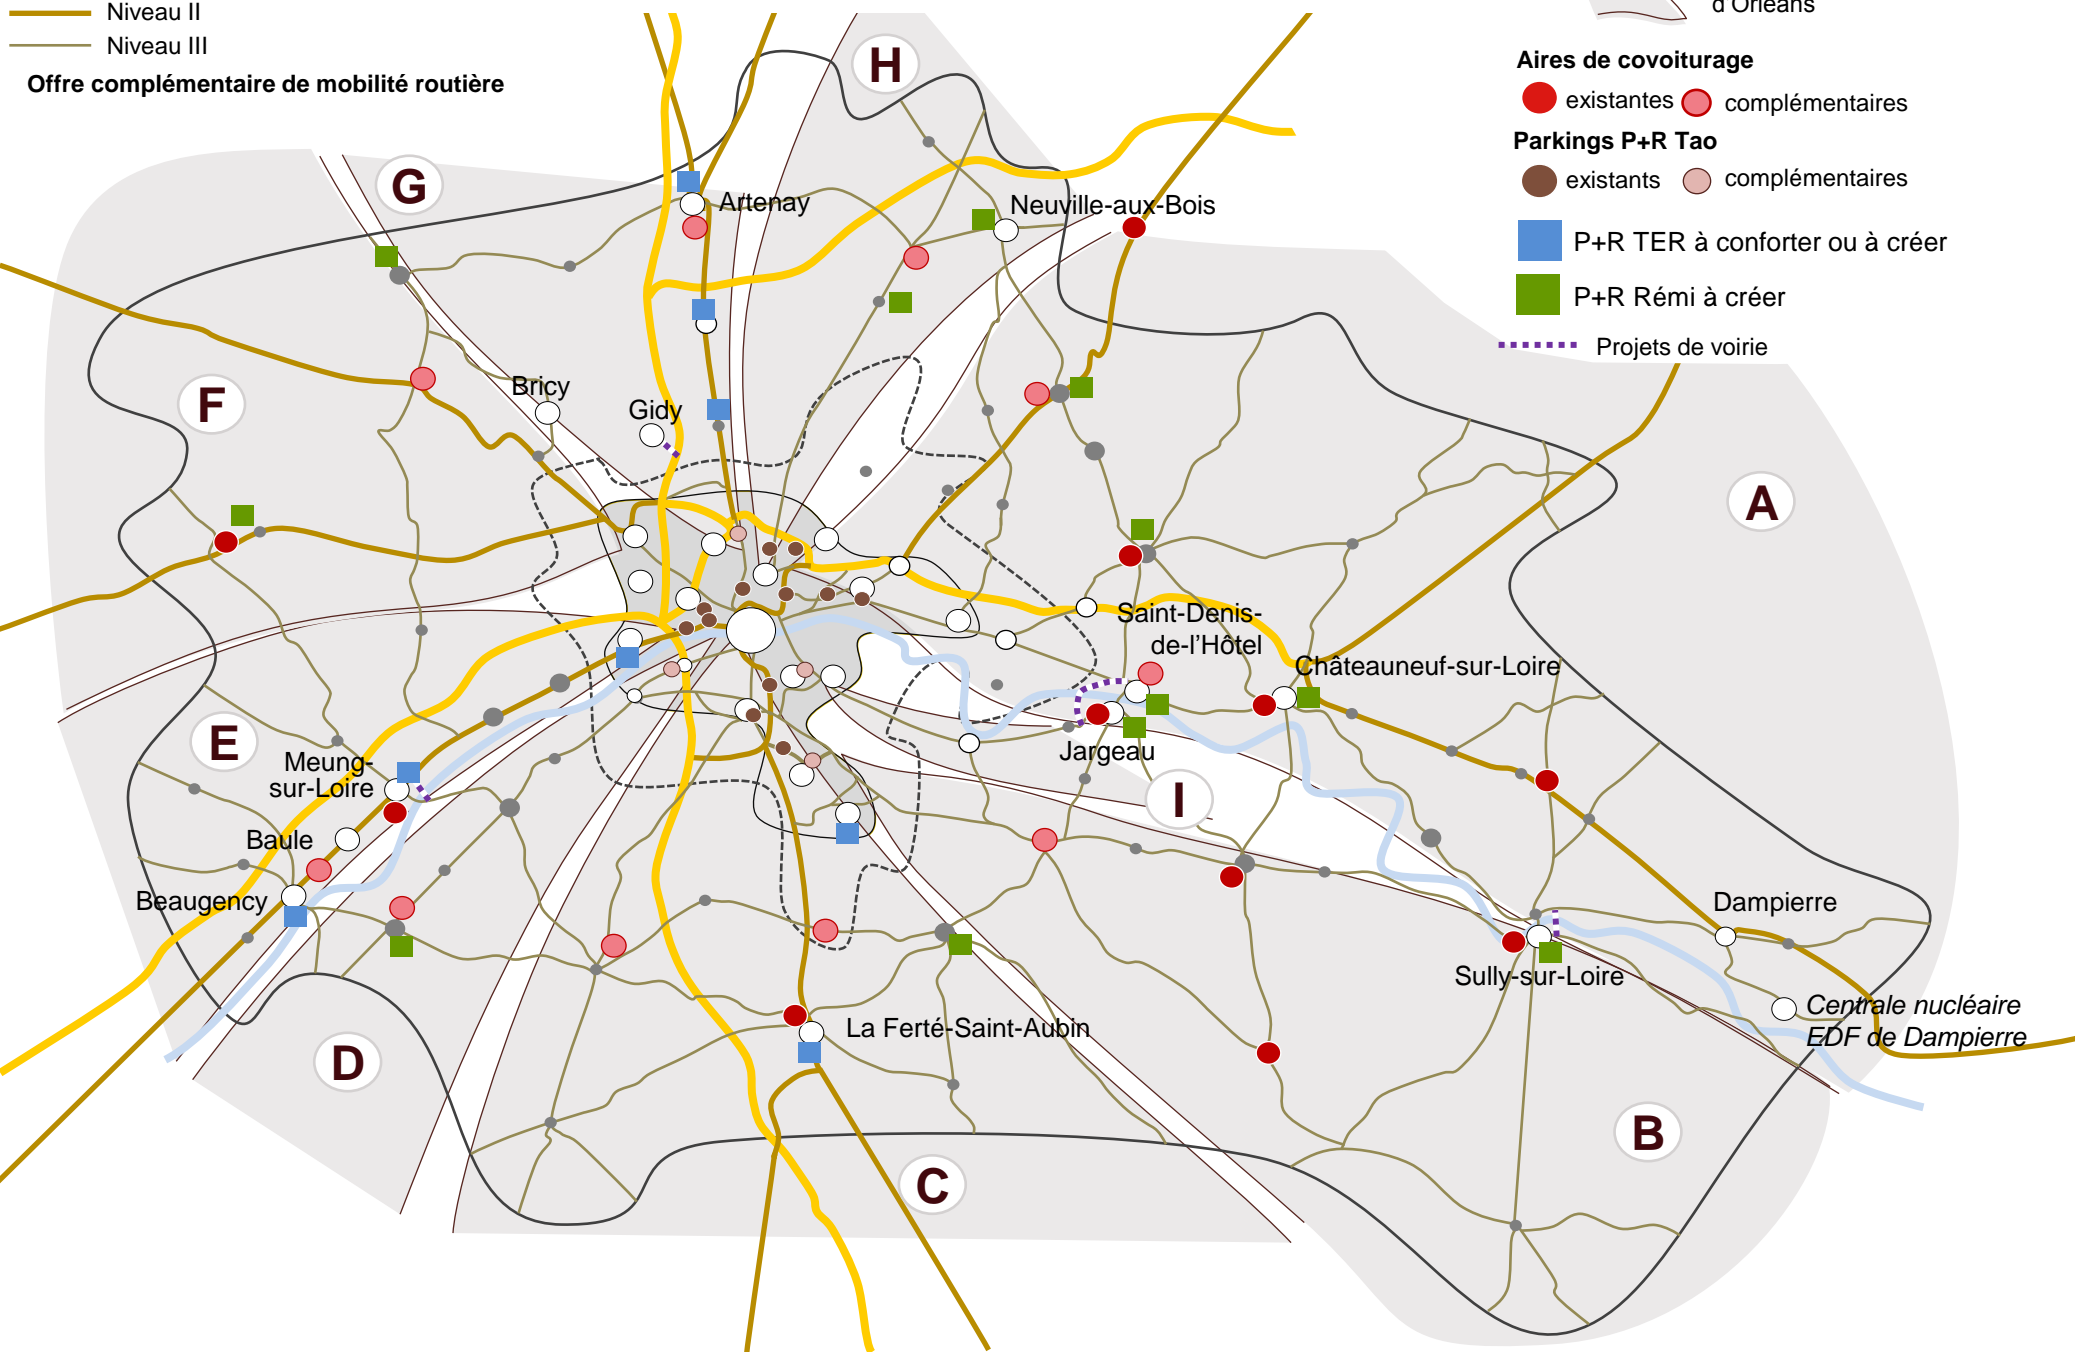 Niveau II
Niveau III
Offre complémentaire de mobilité routière
d'Orléans
Aires de covoiturage
existantes
complémentaires
Parkings P+R Tao
existants
complémentaires
P+R TER à conforter ou à créer
P+R Rémi à créer
Projets de voirie
H
G
Artenay
Neuville-aux-Bois
F
Bricy
Gidy
A
Saint-Denis-
de-l'Hôtel
Châteauneuf-sur-Loire
E
Meung-
sur-Loire
Jargeau
I
Baule
Beaugency
Dampierre
Sully-sur-Loire
Centrale nucléaire
EDF de Dampierre
La Ferté-Saint-Aubin
D
B
C